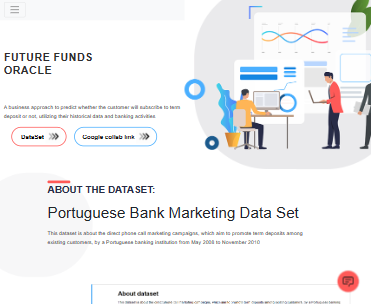 FUTURE FUNDS
ORACLE
A business approach to predict whether the customer will subscribe to term
deposit or not, utilizing their historical data and banking activities
DataSet
Google collab link
ABOUT THE DATASET:
Portuguese Bank Marketing Data Set
This dataset is about the direct phone call marketing campaigns, which aim to promote term deposits among
existing customers, by a Portuguese banking institution from May 2008 to November 2010
About dataset